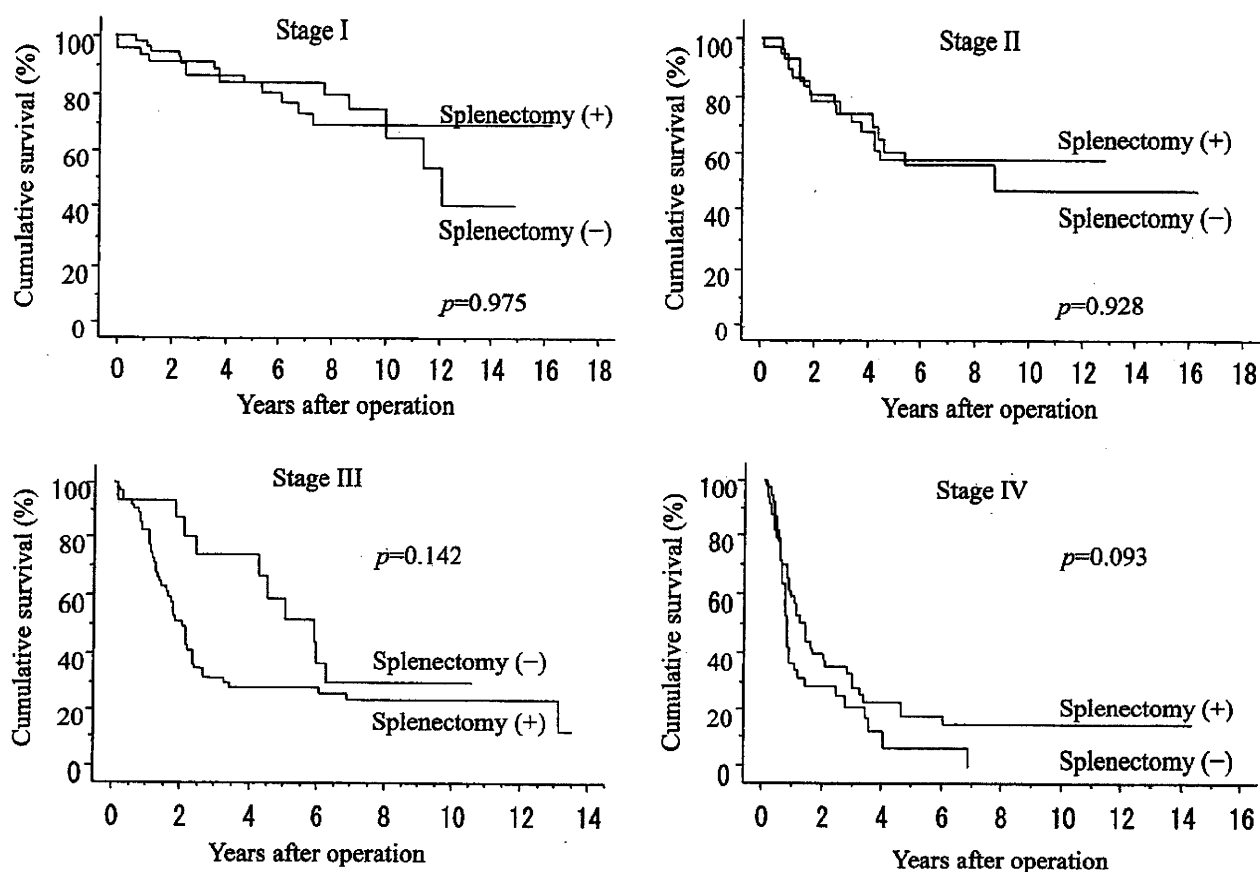 Stage I
Cumulative survival (%)
100
80
60
40
20
0
Splenectomy (+)
Splenectomy (−)
p=0.975
0 2 4 6 8 10 12 14 16 18
Years after operation
Stage II
Cumulative survival (%)
100
80
60
40
20
0
Splenectomy (+)
Splenectomy (−)
p=0.928
0 2 4 6 8 10 12 14 16 18
Years after operation
Stage III
Cumulative survival (%)
100
80
60
40
20
0
p=0.142
Splenectomy (−)
Splenectomy (+)
0 2 4 6 8 10 12 14
Years after operation
Stage IV
Cumulative survival (%)
100
80
60
40
20
0
p=0.093
Splenectomy (+)
Splenectomy (−)
0 2 4 6 8 10 12 14 16
Years after operation